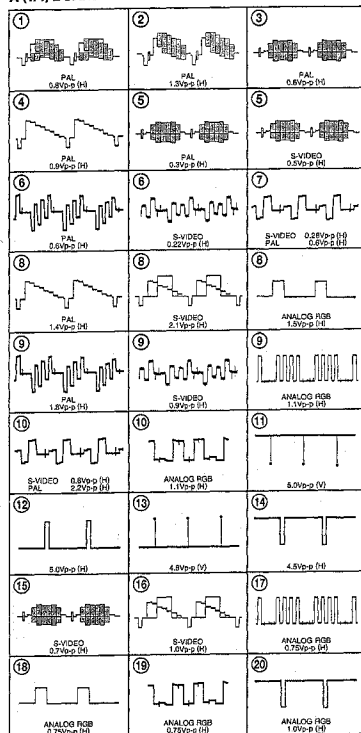 ①
PAL
0.8Vp-p (H)
②
PAL
1.3Vp-p (H)
③
PAL
0.6Vp-p (H)
④
PAL
0.9Vp-p (H)
⑤
PAL
0.3Vp-p (H)
⑤
S-VIDEO
0.5Vp-p (H)
⑥
PAL
0.6Vp-p (H)
⑥
S-VIDEO
0.22Vp-p (H)
⑦
S-VIDEO 0.28Vp-p (H)
PAL 0.6Vp-p (H)
⑧
PAL
1.4Vp-p (H)
⑧
S-VIDEO
2.1Vp-p (H)
⑧
ANALOG RGB
1.5Vp-p (H)
⑨
PAL
1.8Vp-p (H)
⑨
S-VIDEO
0.9Vp-p (H)
⑨
ANALOG RGB
1.1Vp-p (H)
⑩
S-VIDEO 0.8Vp-p (H)
PAL 2.2Vp-p (H)
⑩
ANALOG RGB
1.1Vp-p (H)
⑪
5.0Vp-p (V)
⑫
5.0Vp-p (H)
⑬
4.8Vp-p (V)
⑭
4.5Vp-p (H)
⑮
S-VIDEO
0.7Vp-p (H)
⑯
S-VIDEO
1.0Vp-p (H)
⑰
ANALOG RGB
0.75Vp-p (H)
⑱
ANALOG RGB
0.75Vp-p (H)
⑲
ANALOG RGB
0.75Vp-p (H)
⑳
ANALOG RGB
1.0Vp-p (H)